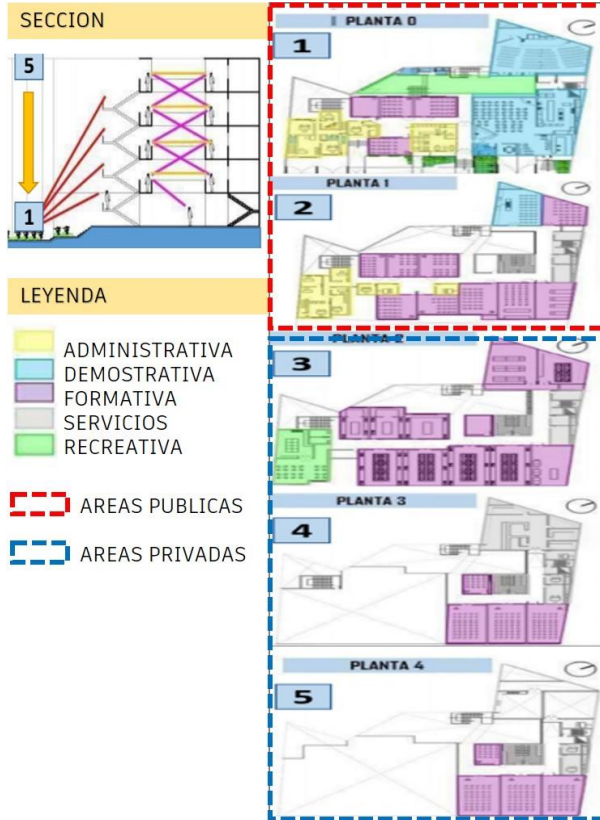 SECCION
5
1
LEYENDA
ADMINISTRATIVA
DEMOSTRATIVA
FORMATIVA
SERVICIOS
RECREATIVA
AREAS PUBLICAS
AREAS PRIVADAS
PLANTA 0
1
PLANTA 1
2
PLANTA 2
3
PLANTA 3
4
PLANTA 4
5